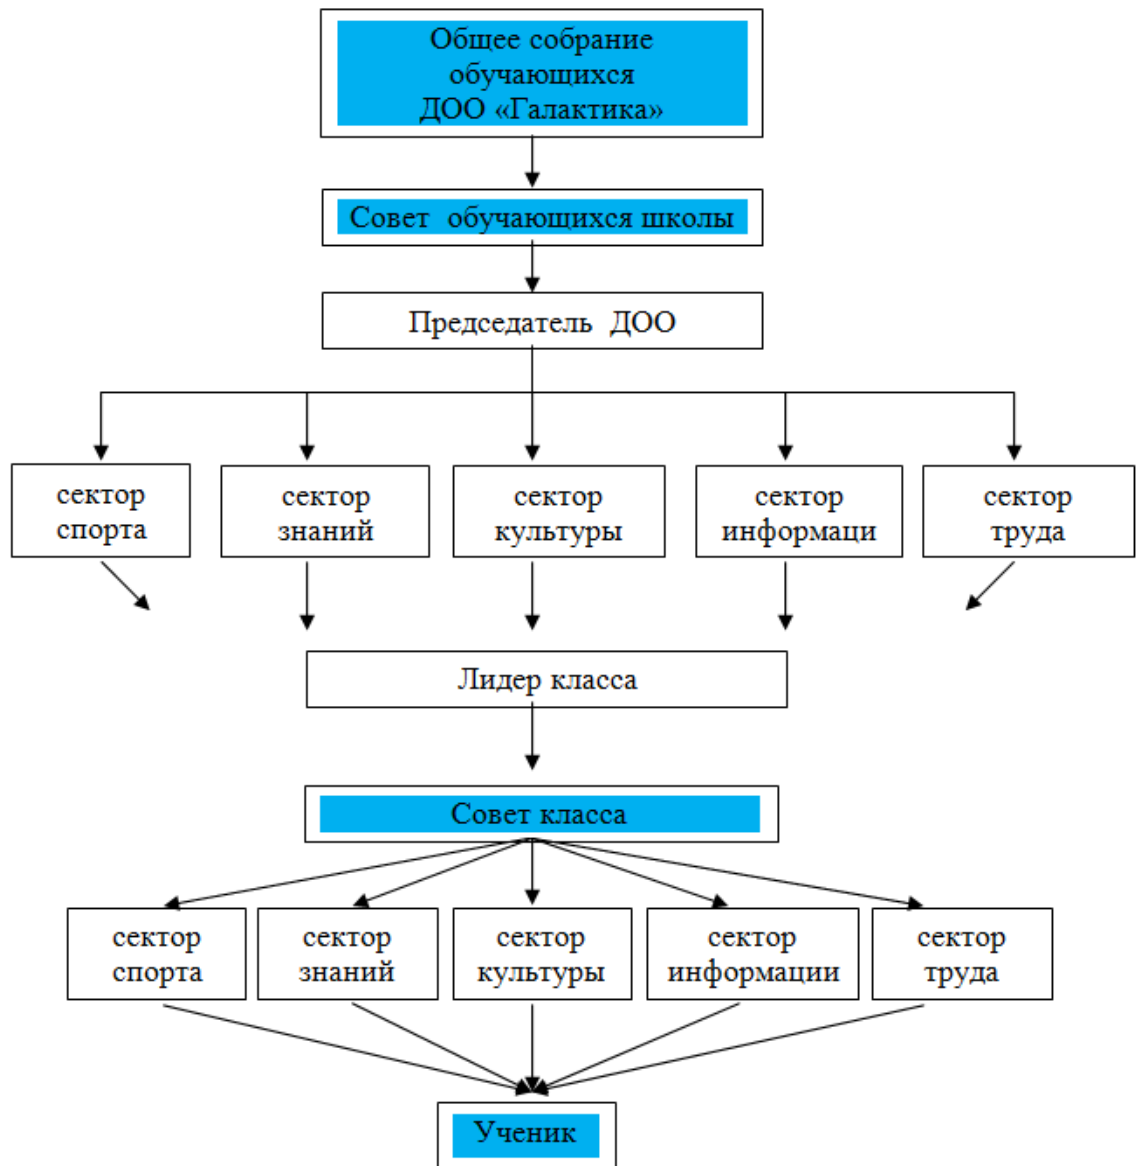 Общее собрание
обучающихся
ДОО «Галактика»
Совет обучающихся школы
Председатель ДОО
сектор
спорта
сектор
знаний
сектор
культуры
сектор
информаци
сектор
труда
Лидер класса
Совет класса
сектор
спорта
сектор
знаний
сектор
культуры
сектор
информации
сектор
труда
Ученик